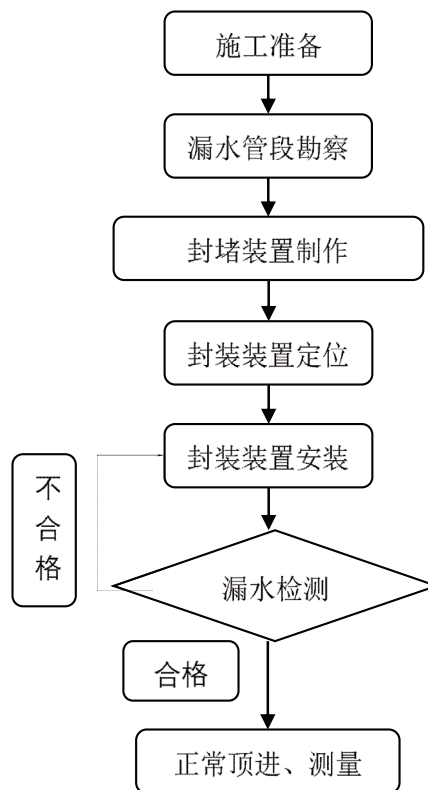 施工准备
漏水管段勘察
封堵装置制作
封装装置定位
封装装置安装
不
合
格
漏水检测
合格
正常顶进、测量